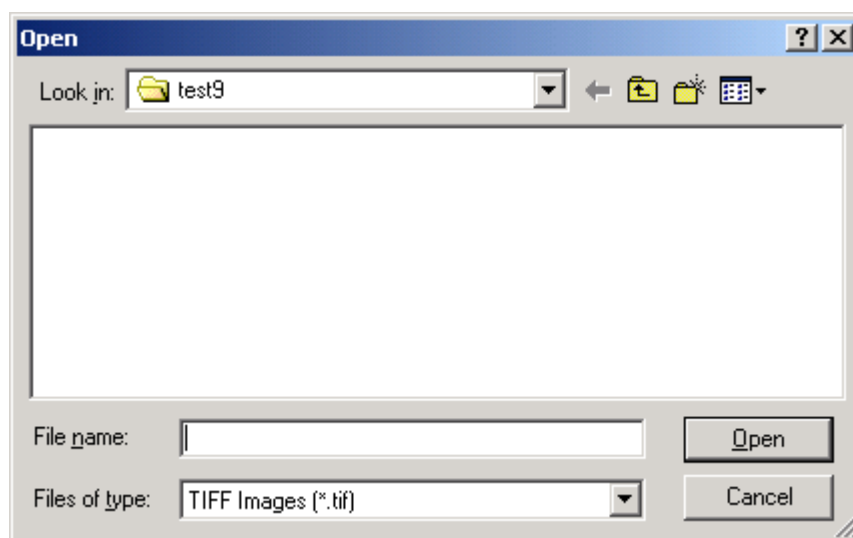 Open
Look in: test9
File name: Open
Files of type: TIFF Images (*.tif) Cancel